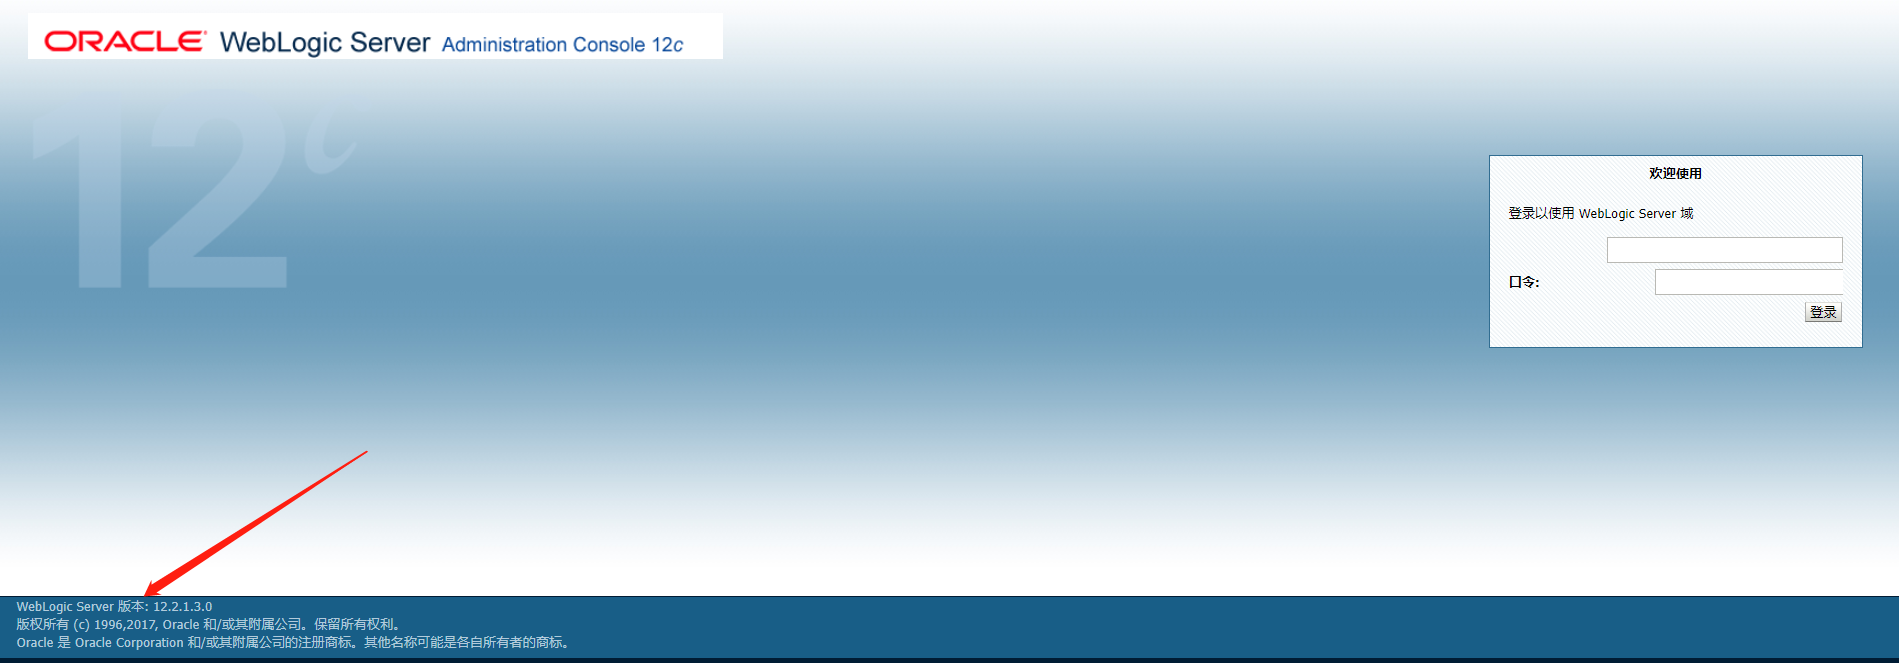 ORACLE® WebLogic Server Administration Console 12c
12c
欢迎使用
登录以使用 WebLogic Server 域
口令:
登录
WebLogic Server 版本: 12.2.1.3.0
版权所有 (c) 1996,2017, Oracle 和/或其附属公司。保留所有权利。
Oracle 是 Oracle Corporation 和/或其附属公司的注册商标。其他名称可能是各自所有者的商标。